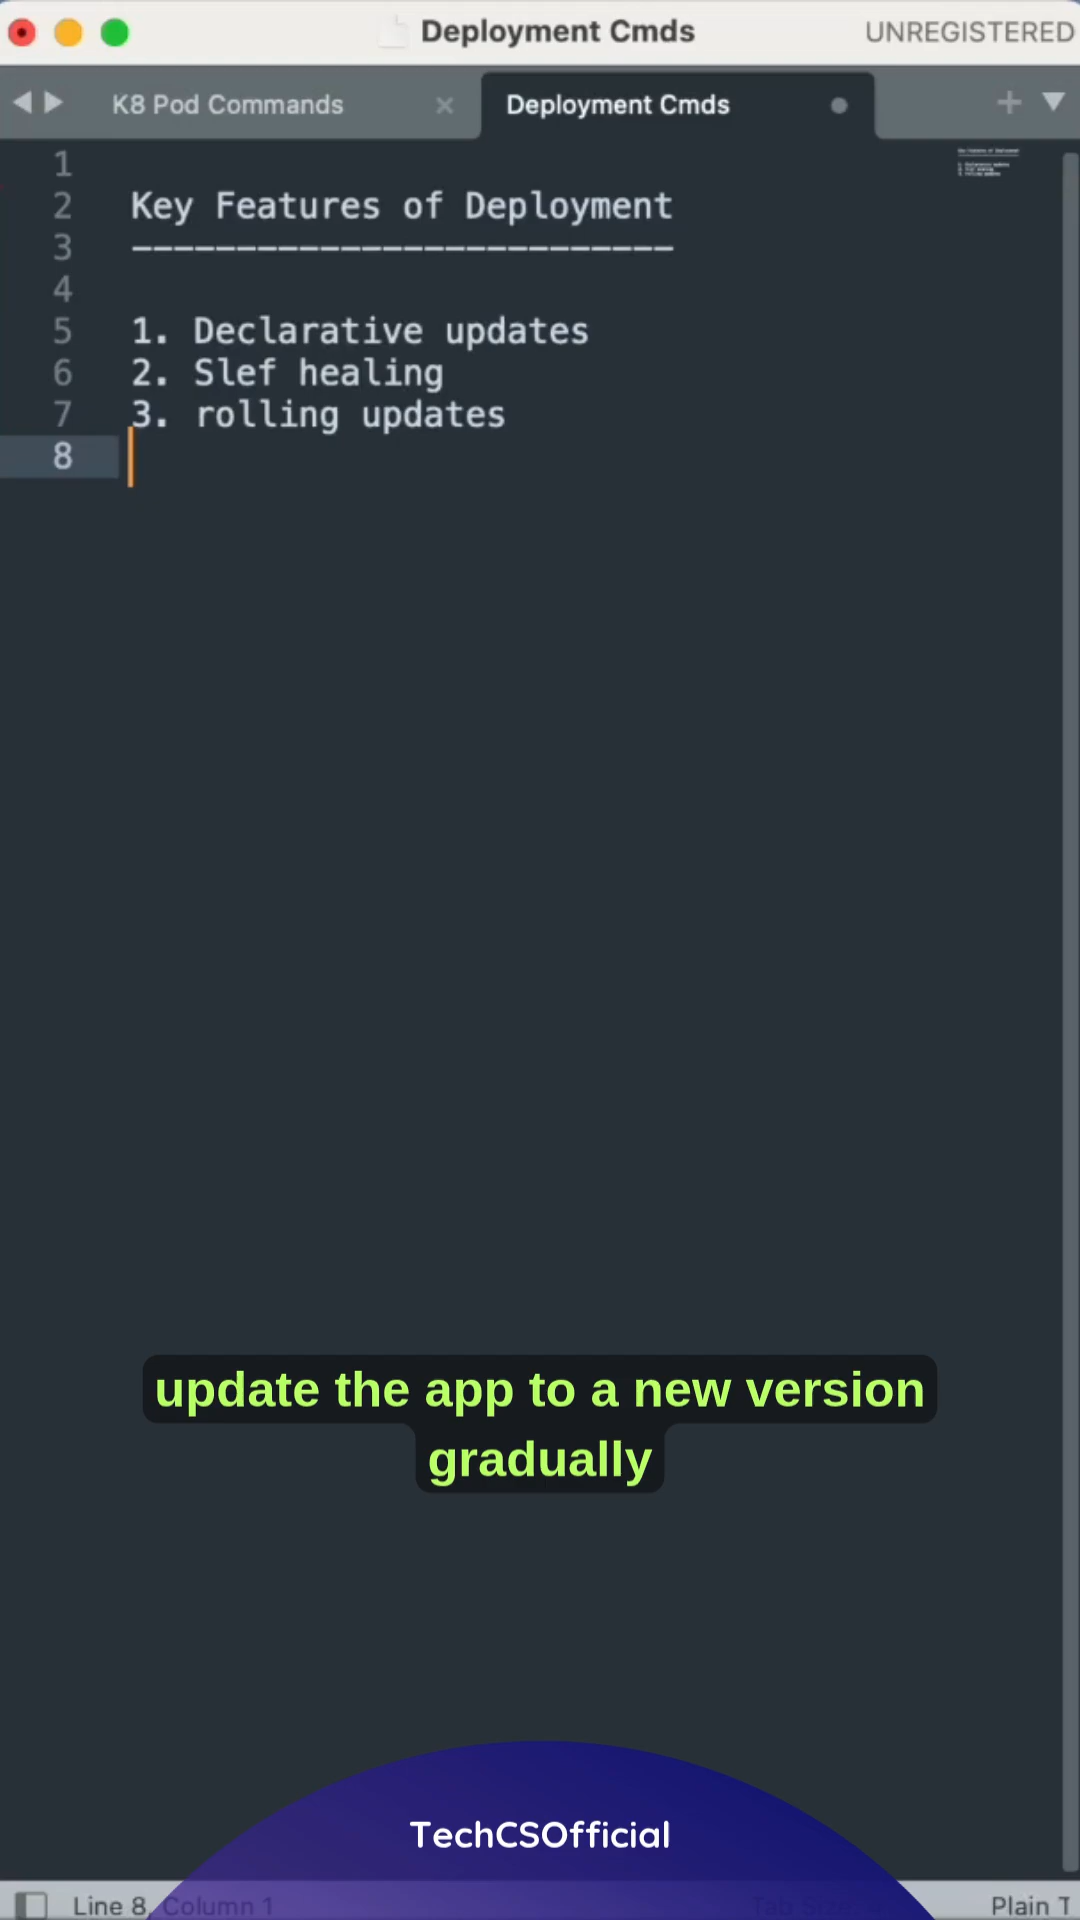 Deployment Cmds
UNREGISTERED
K8 Pod Commands
Deployment Cmds
1
2 Key Features of Deployment
3 --------------------------
4
5 1. Declarative updates
6 2. Slef healing
7 3. rolling updates
8
update the app to a new version
gradually
TechCSOfficial
Line 8, Column 1
Tab Size:
Plain T